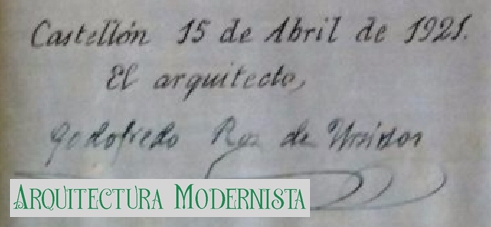 Castellón 15 de Abril de 1921.
El arquitecto,
Godofredo Ros de Ursinos
ARQUITECTURA MODERNISTA